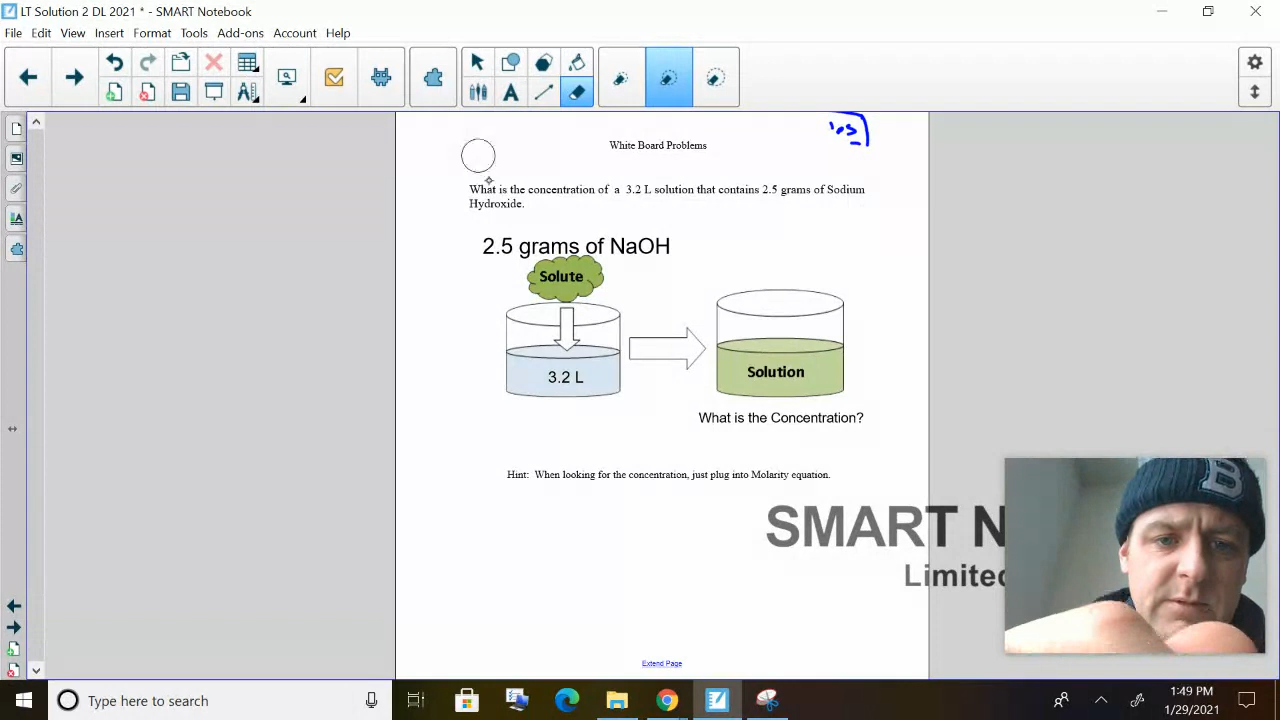 LT Solution 2 DL 2021 * - SMART Notebook
File Edit View Insert Format Tools Add-ons Account Help
White Board Problems
What is the concentration of a 3.2 L solution that contains 2.5 grams of Sodium
Hydroxide.
2.5 grams of NaOH
Solute
3.2 L
Solution
What is the Concentration?
Hint: When looking for the concentration, just plug into Molarity equation.
SMART N
Limited
B
Extend Page
Type here to search
1:49 PM
1/29/2021